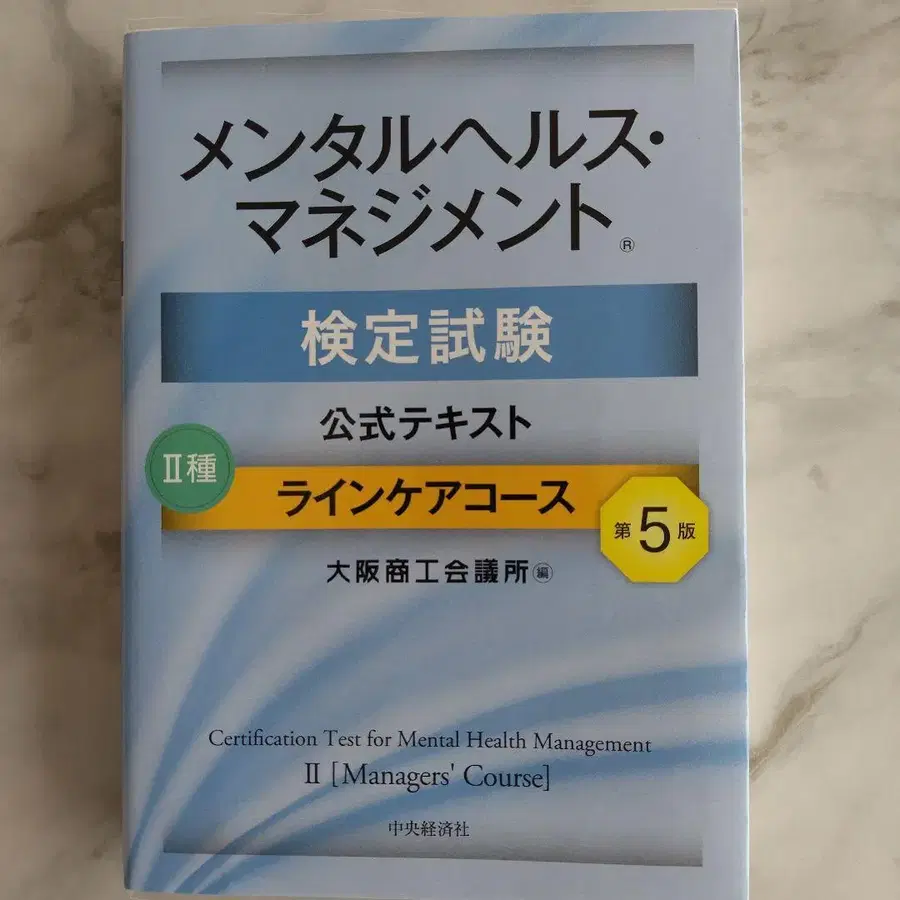 メンタルヘルス・
マネジメント®
検定試験
公式テキスト
Ⅱ種
ラインケアコース
第5版
大阪商工会議所 編
Certification Test for Mental Health Management
Ⅱ [Managers' Course]
中央経済社